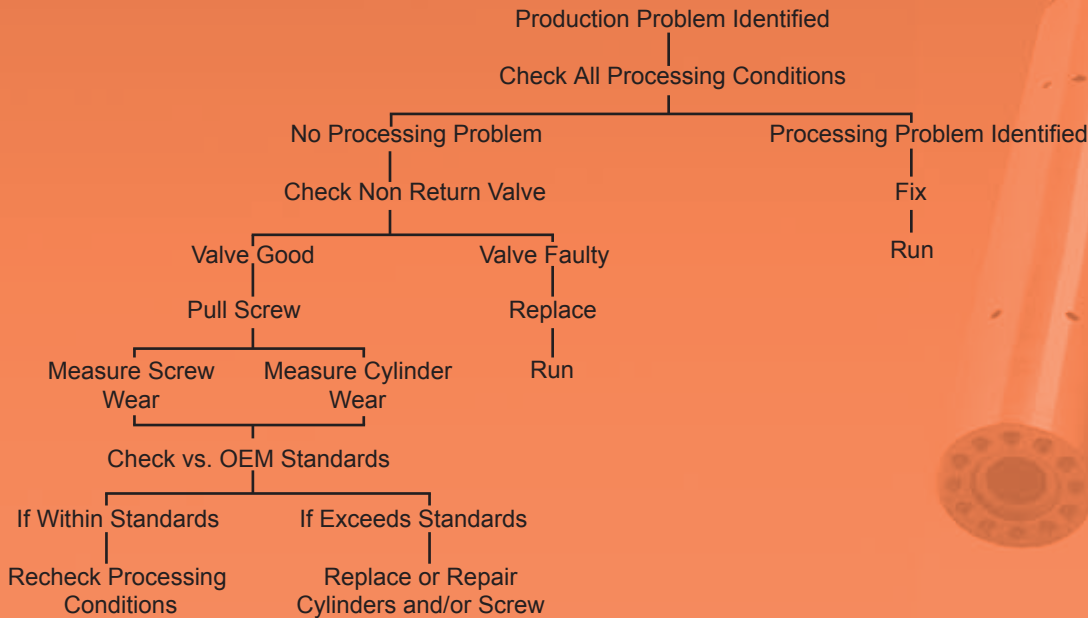 Production Problem Identified
Check All Processing Conditions
No Processing Problem
Processing Problem Identified
Check Non Return Valve
Fix
Valve Good
Valve Faulty
Run
Pull Screw
Replace
Measure Screw
Wear
Measure Cylinder
Wear
Run
Check vs. OEM Standards
If Within Standards
If Exceeds Standards
Recheck Processing
Conditions
Replace or Repair
Cylinders and/or Screw